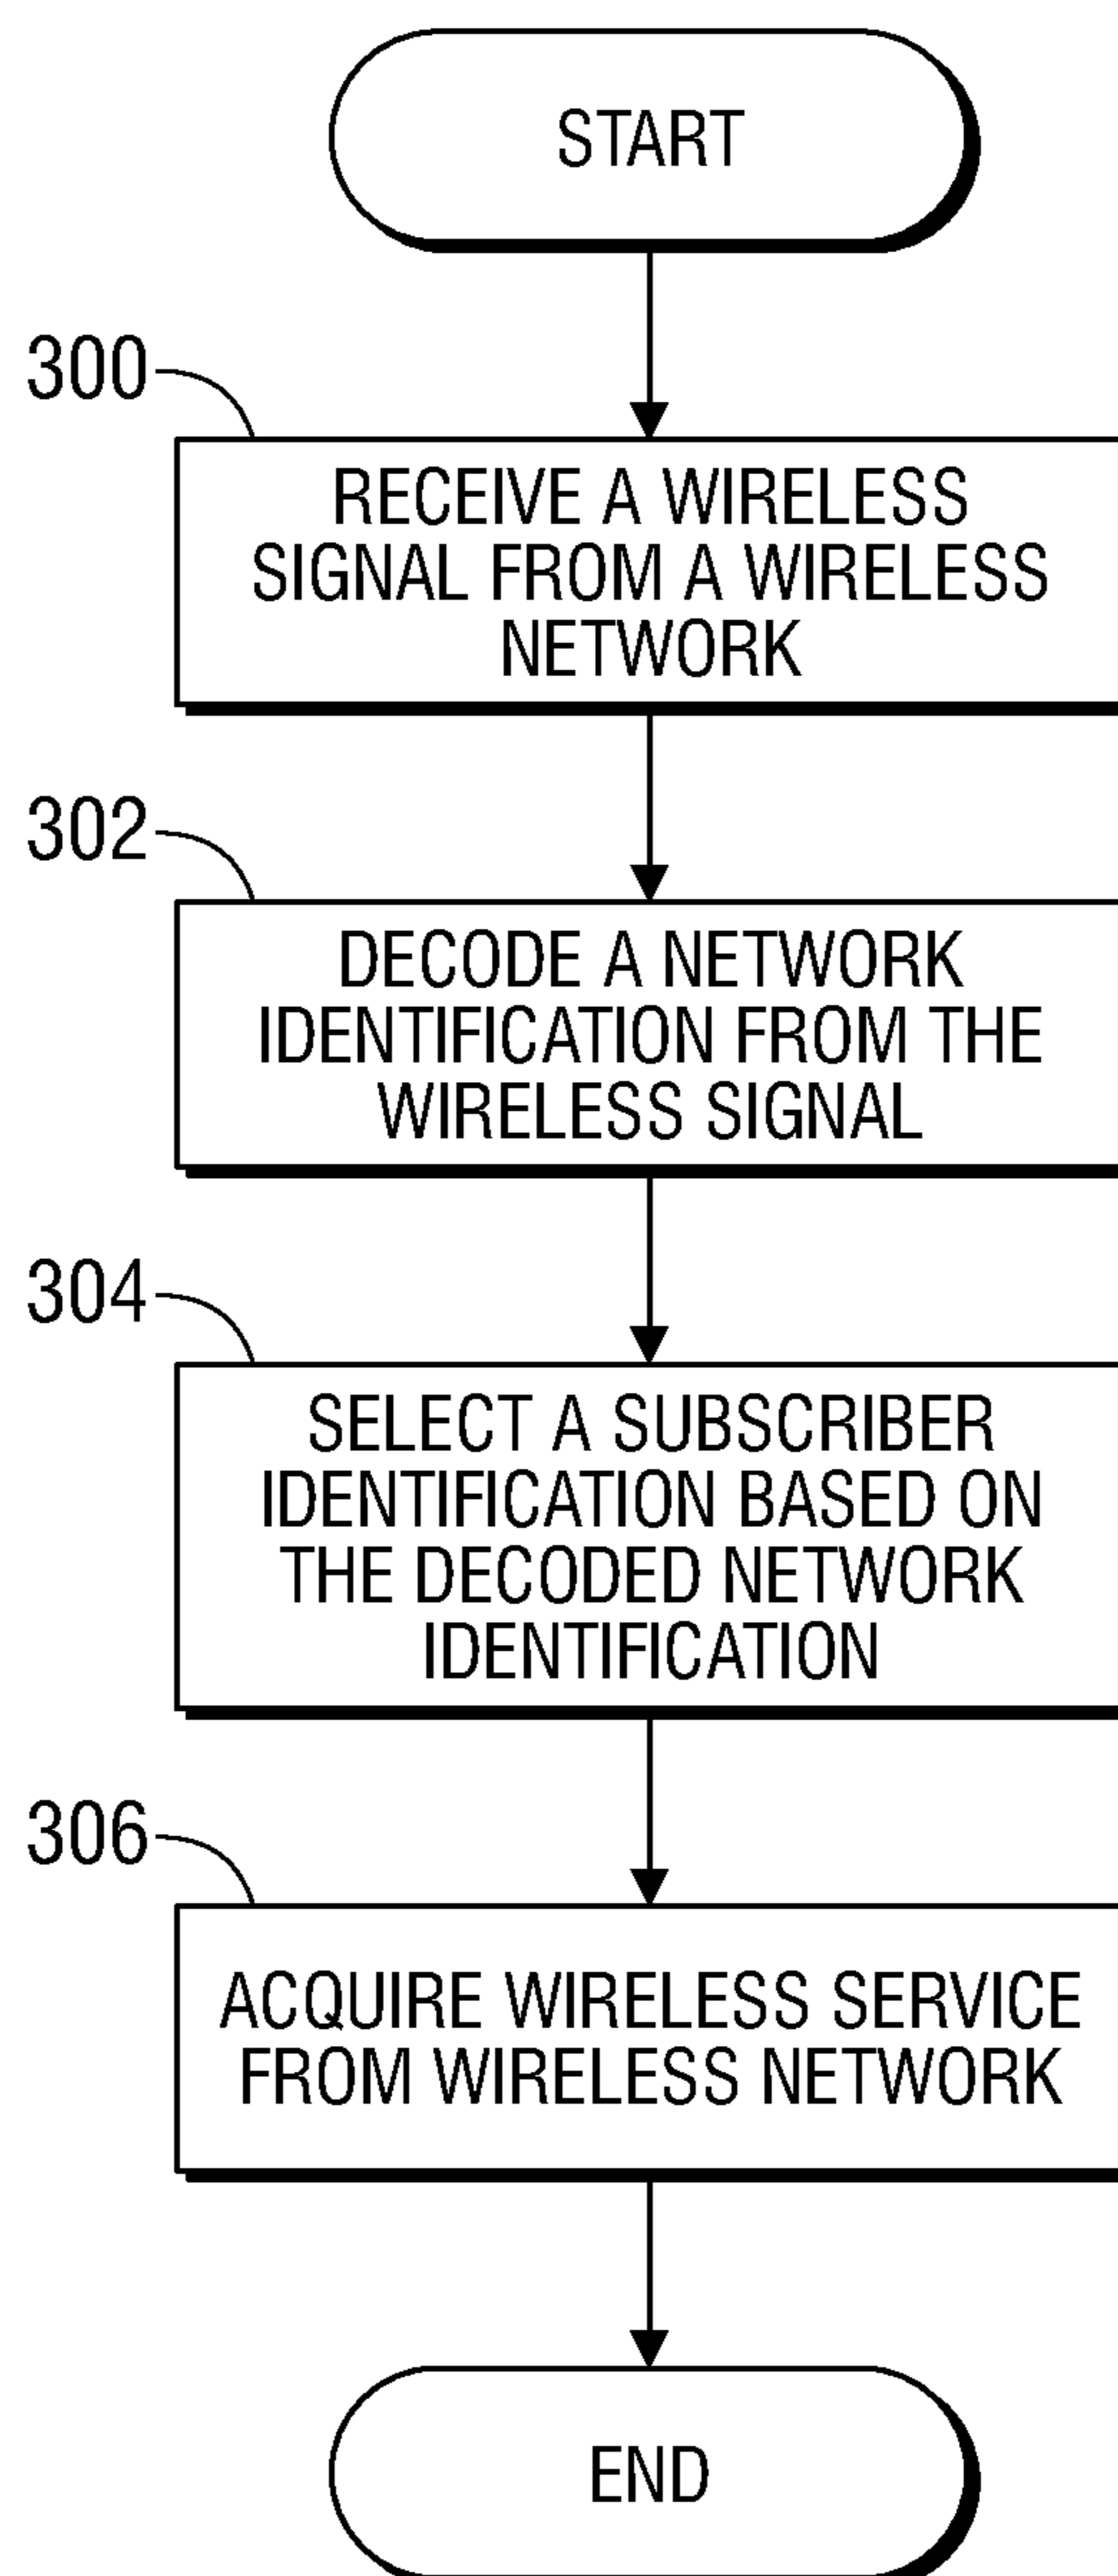 START
300
RECEIVE A WIRELESS
SIGNAL FROM A WIRELESS
NETWORK
302
DECODE A NETWORK
IDENTIFICATION FROM THE
WIRELESS SIGNAL
304
SELECT A SUBSCRIBER
IDENTIFICATION BASED ON
THE DECODED NETWORK
IDENTIFICATION
306
ACQUIRE WIRELESS SERVICE
FROM WIRELESS NETWORK
END